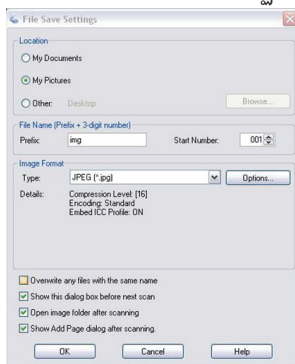 File Save Settings
Location
My Documents
My Pictures
Other: Desktop Browse...
File Name (Prefix + 3-digit number)
Prefix: img Start Number: 001
Image Format
Type: JPEG (*.jpg) Options...
Details: Compression Level: [16]
Encoding: Standard
Embed ICC Profile: ON
Overwrite any files with the same name
Show this dialog box before next scan
Open image folder after scanning
Show Add Page dialog after scanning.
OK Cancel Help